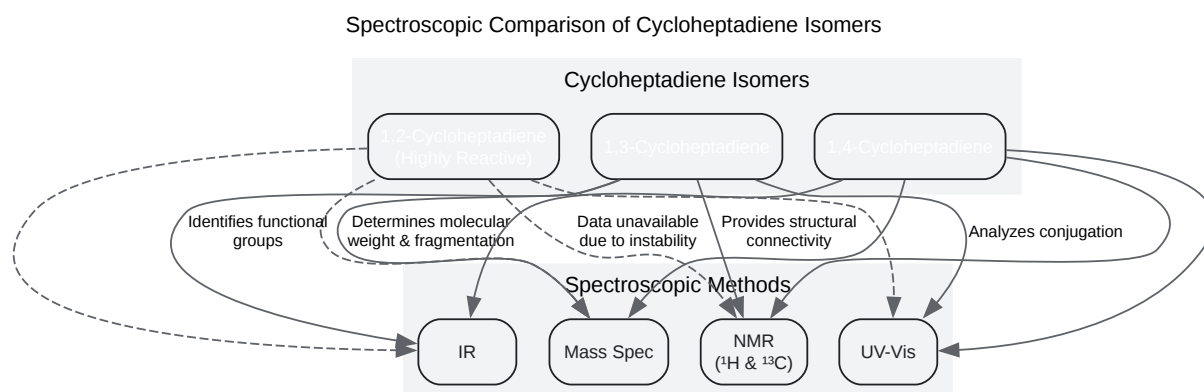 Spectroscopic Comparison of Cycloheptadiene Isomers
Cycloheptadiene Isomers
1,2-Cycloheptadiene
(Highly Reactive)
1,3-Cycloheptadiene
1,4-Cycloheptadiene
Identifies functional
groups
Determines molecular
weight & fragmentation
Data unavailable
due to instability
Provides structural
connectivity
Analyzes conjugation
Spectroscopic Methods
IR
Mass Spec
NMR
(¹H & ¹³C)
UV-Vis